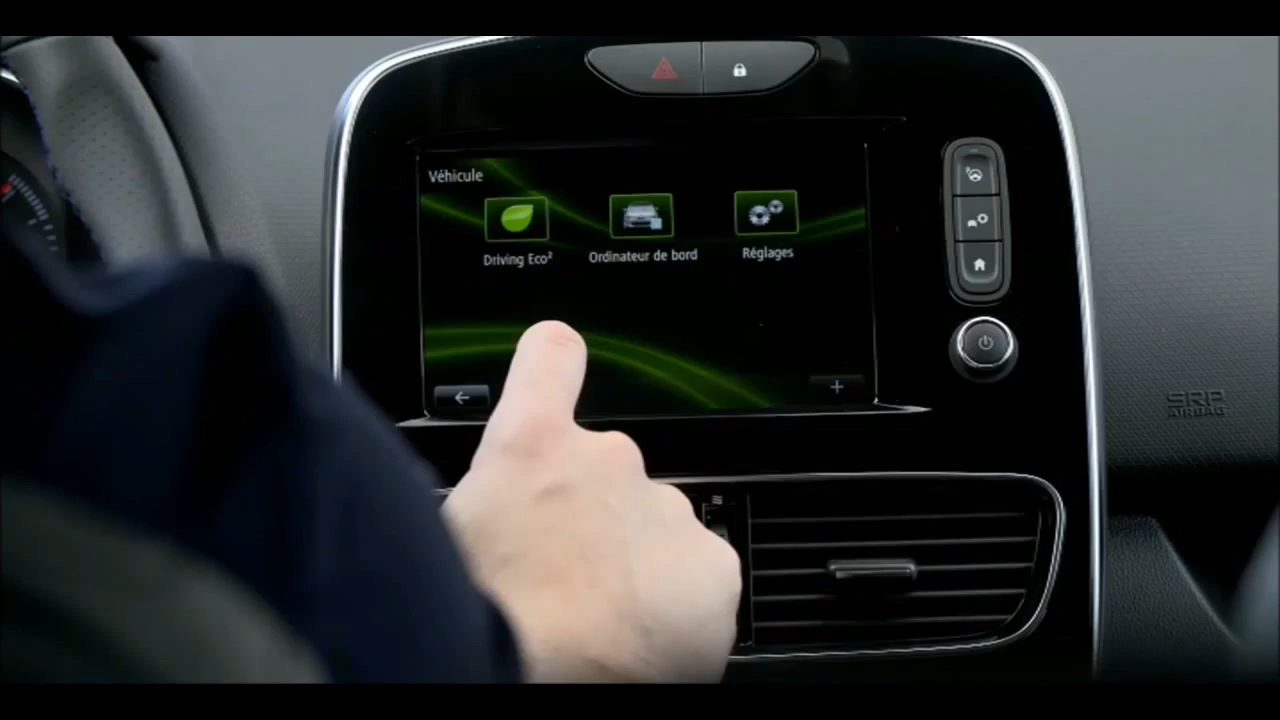 Véhicule
Driving Eco²
Ordinateur de bord
Réglages
SRP
AIRBAG